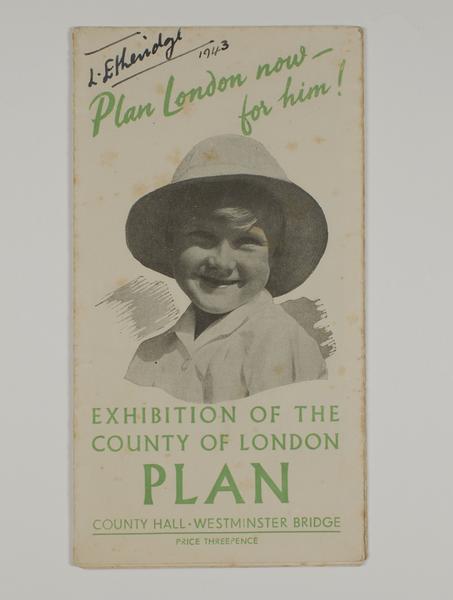 L. Etheridge
1943
Plan London now—
for him!
EXHIBITION OF THE
COUNTY OF LONDON
PLAN
COUNTY HALL·WESTMINSTER BRIDGE
PRICE THREEPENCE